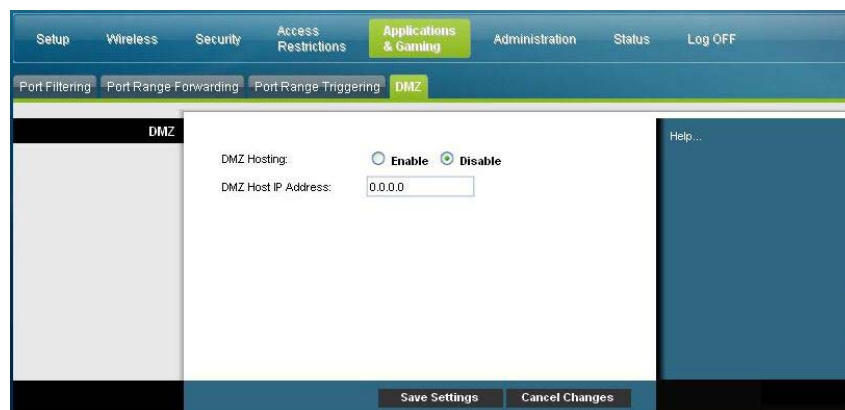 Setup Wireless Security Access Restrictions Applications & Gaming Administration Status Log OFF
Port Filtering Port Range Forwarding Port Range Triggering DMZ
DMZ
Help...
DMZ Hosting: Enable Disable
DMZ Host IP Address: 0.0.0.0
Save Settings Cancel Changes